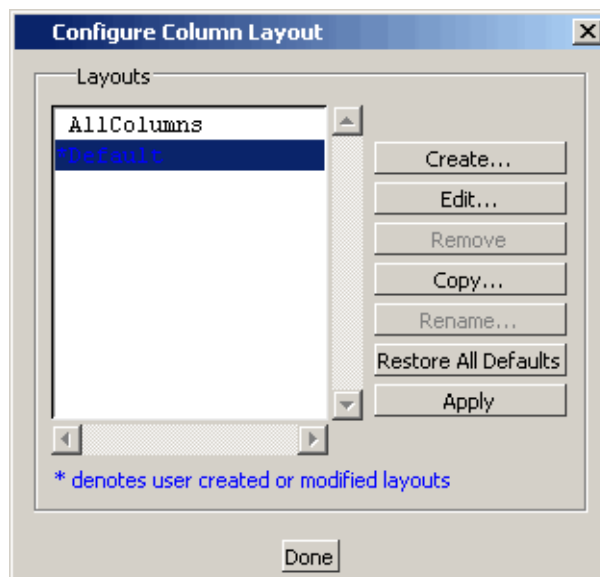 Configure Column Layout
Layouts
AllColumns
*Default
Create...
Edit...
Remove
Copy...
Rename...
Restore All Defaults
Apply
* denotes user created or modified layouts
Done